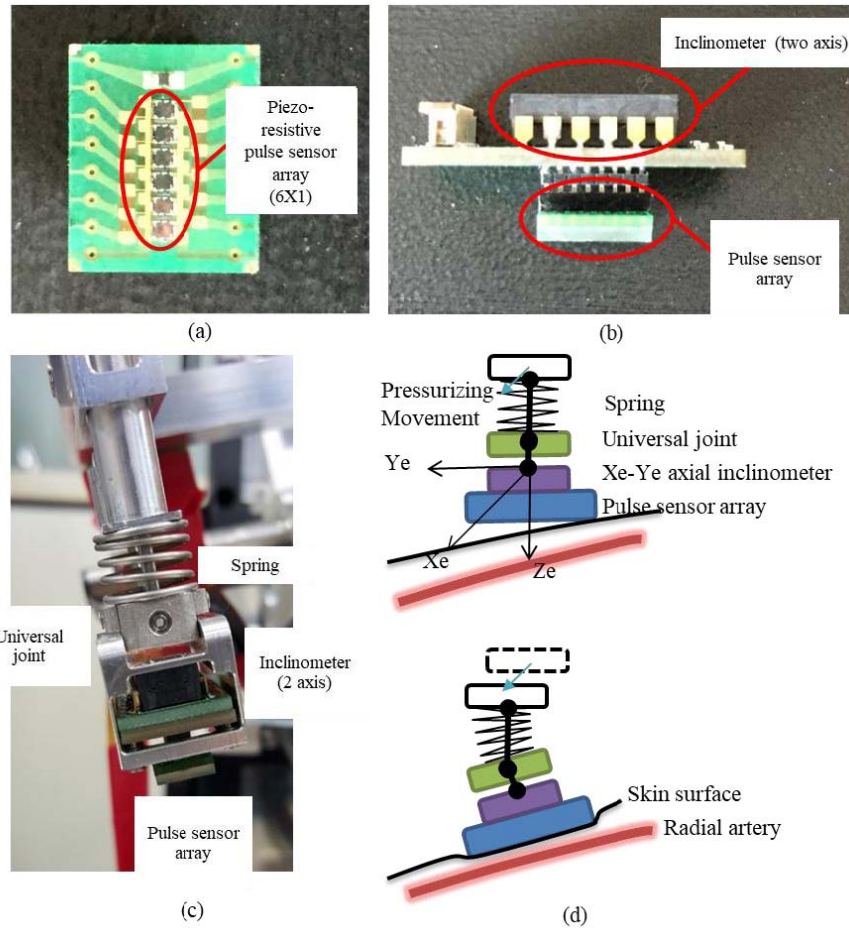 Piezo-
resistive
pulse sensor
array
(6X1)
(a)
Inclinometer (two axis)
Pulse sensor
array
(b)
Spring
Universal
joint
Inclinometer
(2 axis)
Pulse sensor
array
(c)
Pressurizing
Movement
Spring
Universal joint
Ye
Xe-Ye axial inclinometer
Pulse sensor array
Xe
Ze
Skin surface
Radial artery
(d)